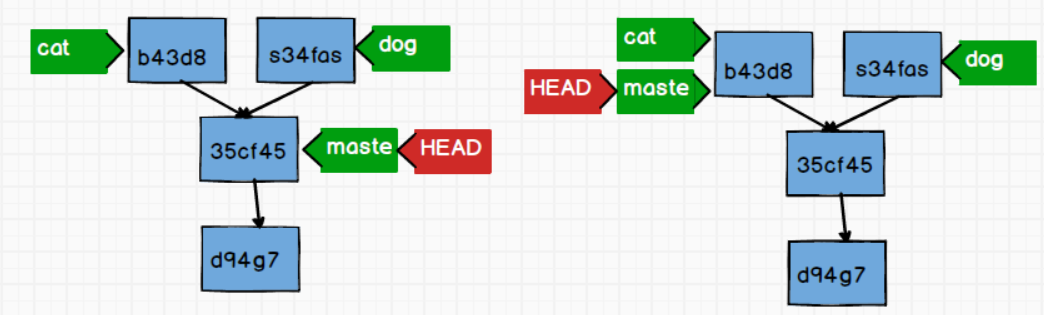 cat
b43d8
s34fas
dog
35cf45
maste
HEAD
d94g7
cat
HEAD
maste
b43d8
s34fas
dog
35cf45
d94g7